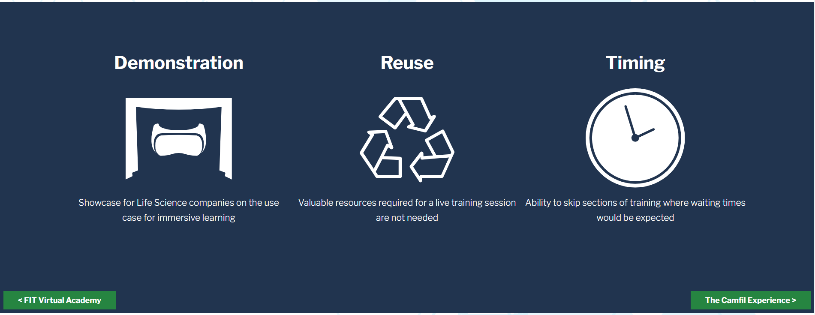 Demonstration
Reuse
Timing
Showcase for Life Science companies on the use
case for immersive learning
Valuable resources required for a live training session
are not needed
Ability to skip sections of training where waiting times
would be expected
< FIT Virtual Academy
The Camfil Experience >